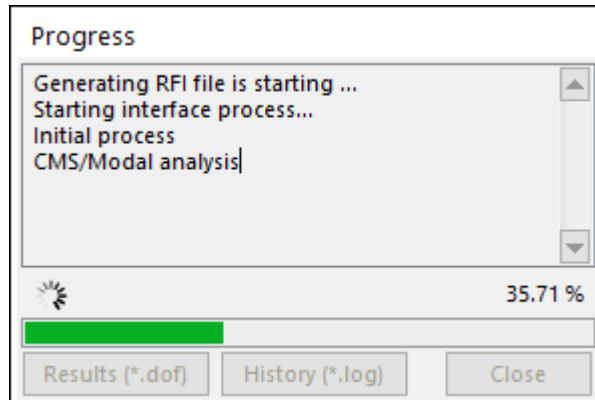 Progress
Generating RFI file is starting ...
Starting interface process...
Initial process
CMS/Modal analysis
35.71 %
Results (*.dof) History (*.log) Close